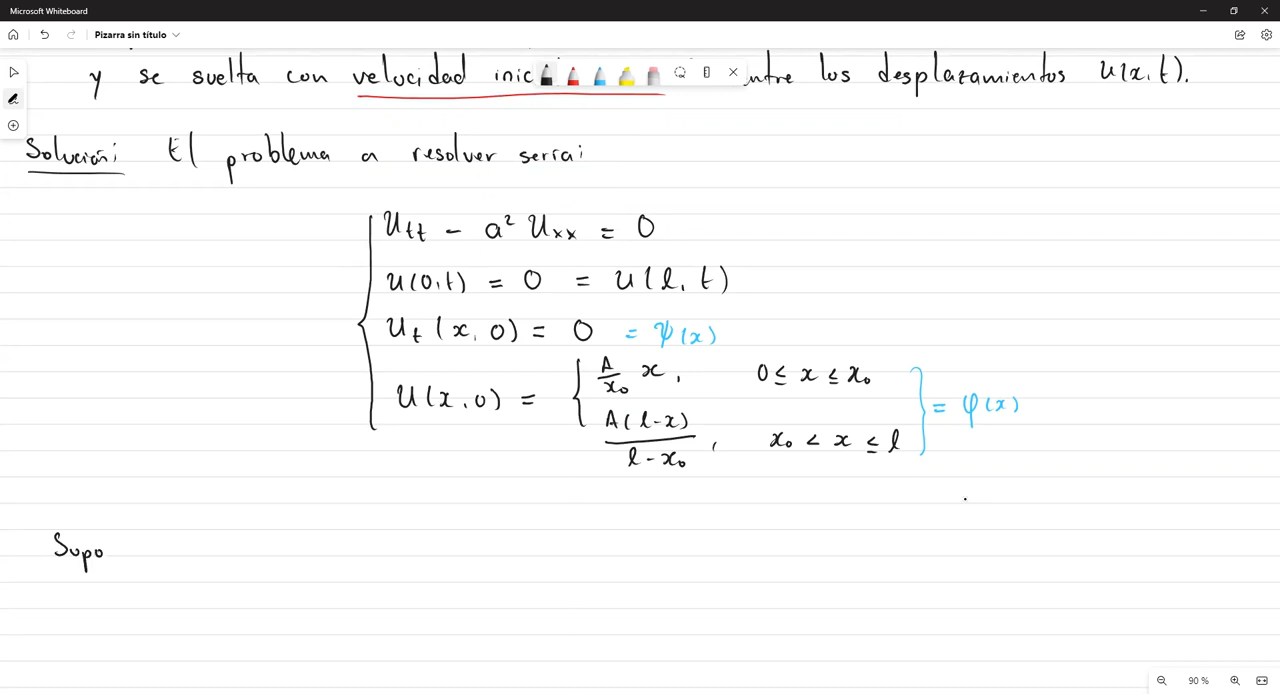 Microsoft Whiteboard
Pizarra sin título
y se suelta con velocidad inic entre los desplazamientos u(x,t).
Solución: El problema a resolver sería:
U_tt - a² U_xx = 0
u(0,t) = 0 = u(l,t)
U_t(x,0) = 0 = ψ(x)
U(x,0) = { A/x₀ x, 0 ≤ x ≤ x₀
A(l-x)/(l-x₀), x₀ < x ≤ l } = φ(x)
Supo
90 %